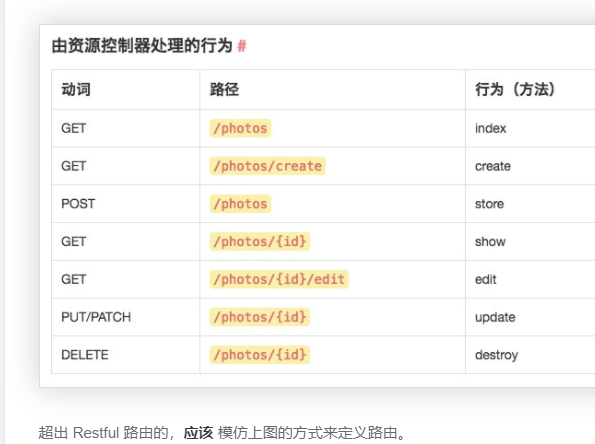 由资源控制器处理的行为 #
动词 路径 行为（方法）
GET /photos index
GET /photos/create create
POST /photos store
GET /photos/{id} show
GET /photos/{id}/edit edit
PUT/PATCH /photos/{id} update
DELETE /photos/{id} destroy
超出 Restful 路由的，应该 模仿上图的方式来定义路由。